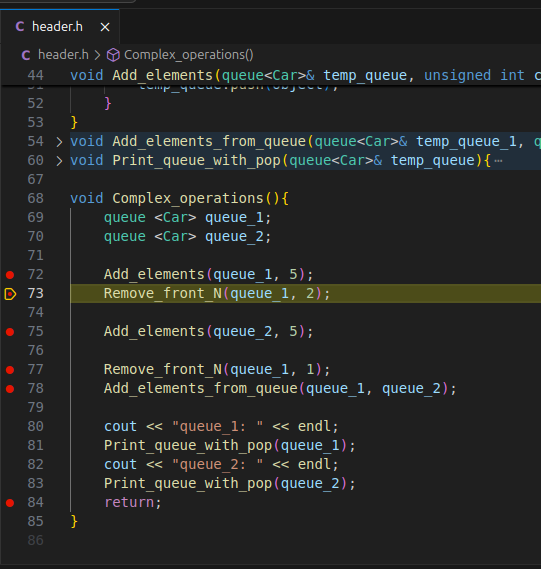 C header.h ×
C header.h > Complex_operations()
44 void Add_elements(queue<Car>& temp_queue, unsigned int c
51 temp_queue.push(object);
52 }
53 }
54 > void Add_elements_from_queue(queue<Car>& temp_queue_1, q
60 > void Print_queue_with_pop(queue<Car>& temp_queue){⋯
67
68 void Complex_operations(){
69 queue <Car> queue_1;
70 queue <Car> queue_2;
71
72 Add_elements(queue_1, 5);
73 Remove_front_N(queue_1, 2);
74
75 Add_elements(queue_2, 5);
76
77 Remove_front_N(queue_1, 1);
78 Add_elements_from_queue(queue_1, queue_2);
79
80 cout << "queue_1: " << endl;
81 Print_queue_with_pop(queue_1);
82 cout << "queue_2: " << endl;
83 Print_queue_with_pop(queue_2);
84 return;
85 }
86